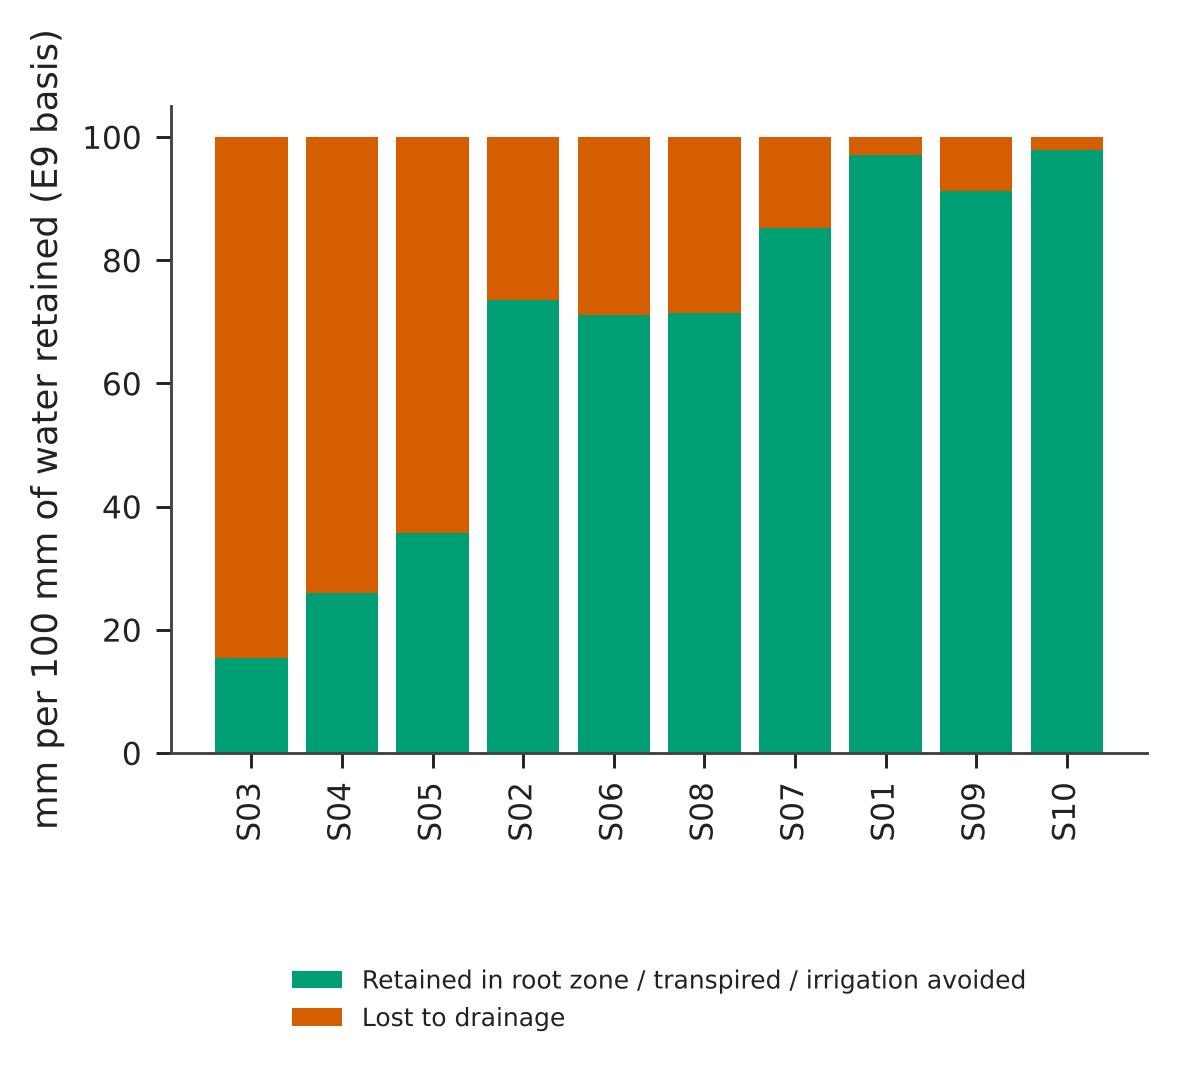 mm per 100 mm of water retained (E9 basis)
100
80
60
40
20
0
S03
S04
S05
S02
S06
S08
S07
S01
S09
S10
Retained in root zone / transpired / irrigation avoided
Lost to drainage